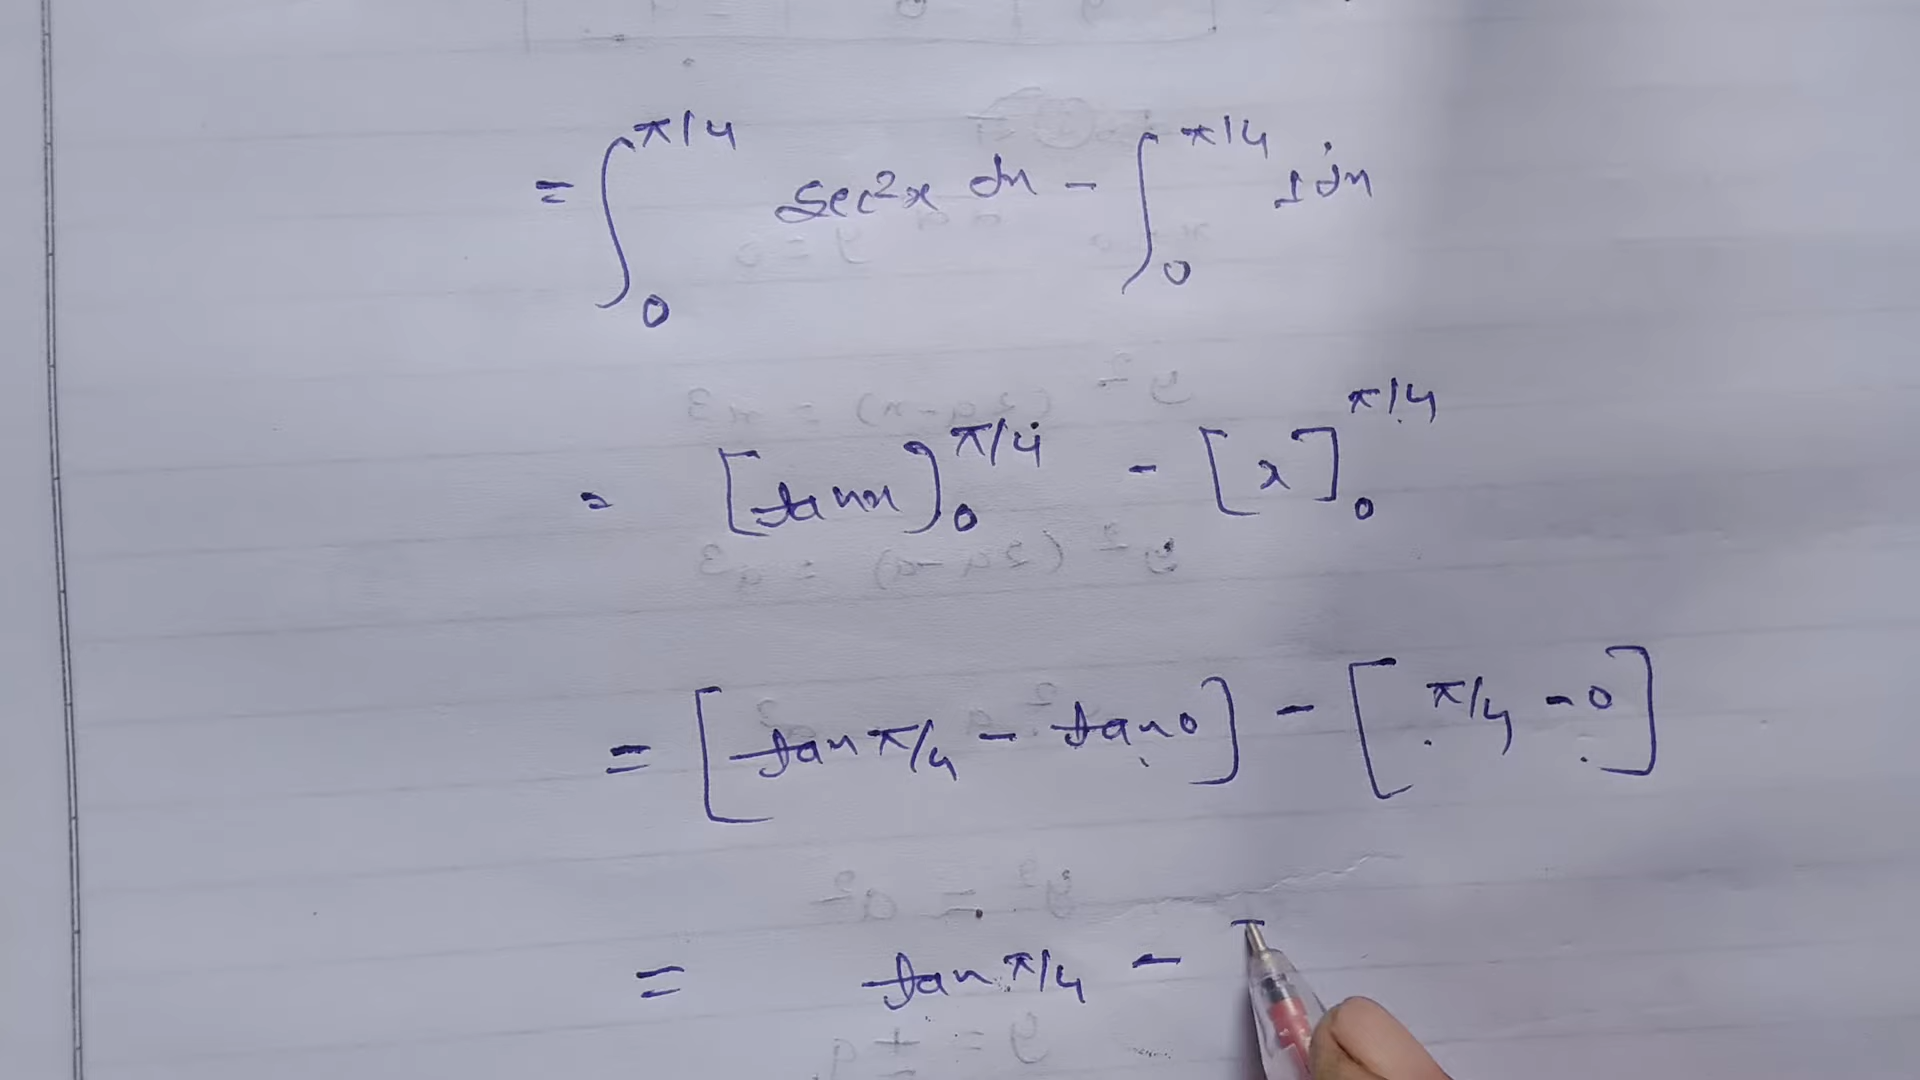 = ∫₀^π/4 sec²x dx - ∫₀^π/4 1 dx
= [tanx]₀^π/4 - [x]₀^π/4
= [tan π/4 - tan 0] - [π/4 - 0]
= tan π/4 -